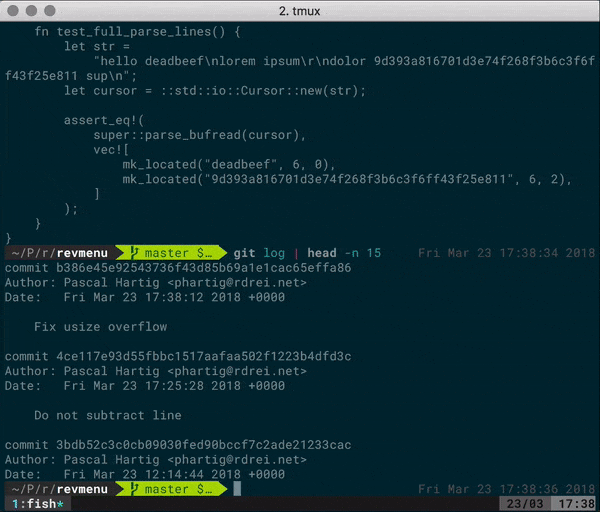 2. tmux
    fn test_full_parse_lines() {
        let str =
            "hello deadbeef\nlorem ipsum\r\ndolor 9d393a816701d3e74f268f3b6c3f6f
f43f25e811 sup\n";
        let cursor = ::std::io::Cursor::new(str);

        assert_eq!(
            super::parse_bufread(cursor),
            vec![
                mk_located("deadbeef", 6, 0),
                mk_located("9d393a816701d3e74f268f3b6c3f6ff43f25e811", 6, 2),
            ]
        );
    }
}
~/P/r/revmenu master $… git log | head -n 15 Fri Mar 23 17:38:34 2018
commit b386e45e92543736f43d85b69a1e1cac65effa86
Author: Pascal Hartig <phartig@rdrei.net>
Date:   Fri Mar 23 17:38:12 2018 +0000

    Fix usize overflow

commit 4ce117e93d55fbbc1517aafaa502f1223b4dfd3c
Author: Pascal Hartig <phartig@rdrei.net>
Date:   Fri Mar 23 17:25:28 2018 +0000

    Do not subtract line

commit 3bdb52c3c0cb09030fed90bccf7c2ade21233cac
Author: Pascal Hartig <phartig@rdrei.net>
Date:   Fri Mar 23 12:14:44 2018 +0000
~/P/r/revmenu master $… Fri Mar 23 17:38:36 2018
1:fish* 23/03 17:38